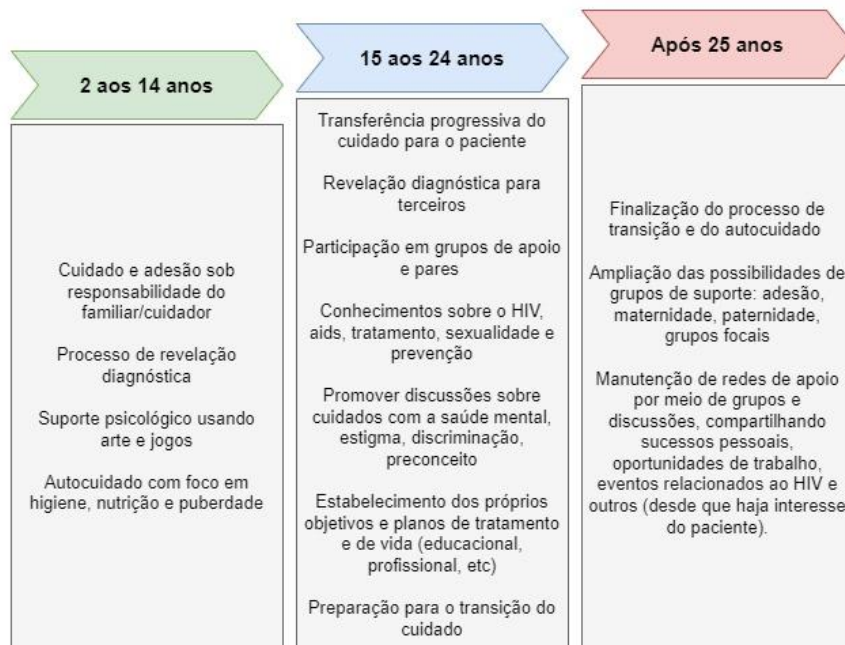 2 aos 14 anos
Cuidado e adesão sob
responsabilidade do
familiar/cuidador
Processo de revelação
diagnóstica
Suporte psicológico usando
arte e jogos
Autocuidado com foco em
higiene, nutrição e puberdade
15 aos 24 anos
Transferência progressiva do
cuidado para o paciente
Revelação diagnóstica para
terceiros
Participação em grupos de apoio
e pares
Conhecimentos sobre o HIV,
aids, tratamento, sexualidade e
prevenção
Promover discussões sobre
cuidados com a saúde mental,
estigma, discriminação,
preconceito
Estabelecimento dos próprios
objetivos e planos de tratamento
e de vida (educacional,
profissional, etc)
Preparação para o transição do
cuidado
Após 25 anos
Finalização do processo de
transição e do autocuidado
Ampliação das possibilidades de
grupos de suporte: adesão,
maternidade, paternidade,
grupos focais
Manutenção de redes de apoio
por meio de grupos e
discussões, compartilhando
sucessos pessoais,
oportunidades de trabalho,
eventos relacionados ao HIV e
outros (desde que haja interesse
do paciente).